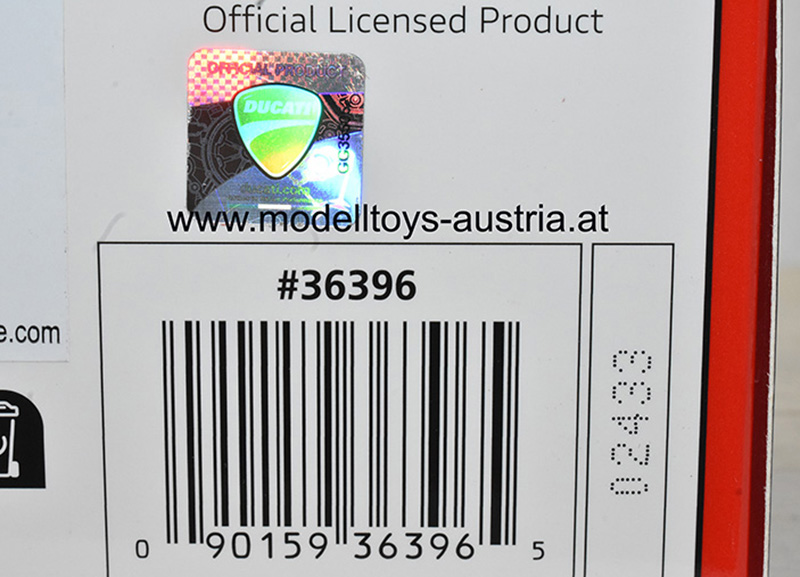 Official Licensed Product
OFFICIAL PRODUCT
DUCATI
www.modelltoys-austria.at
#36396
e.com
02433
0 90159 36396 5